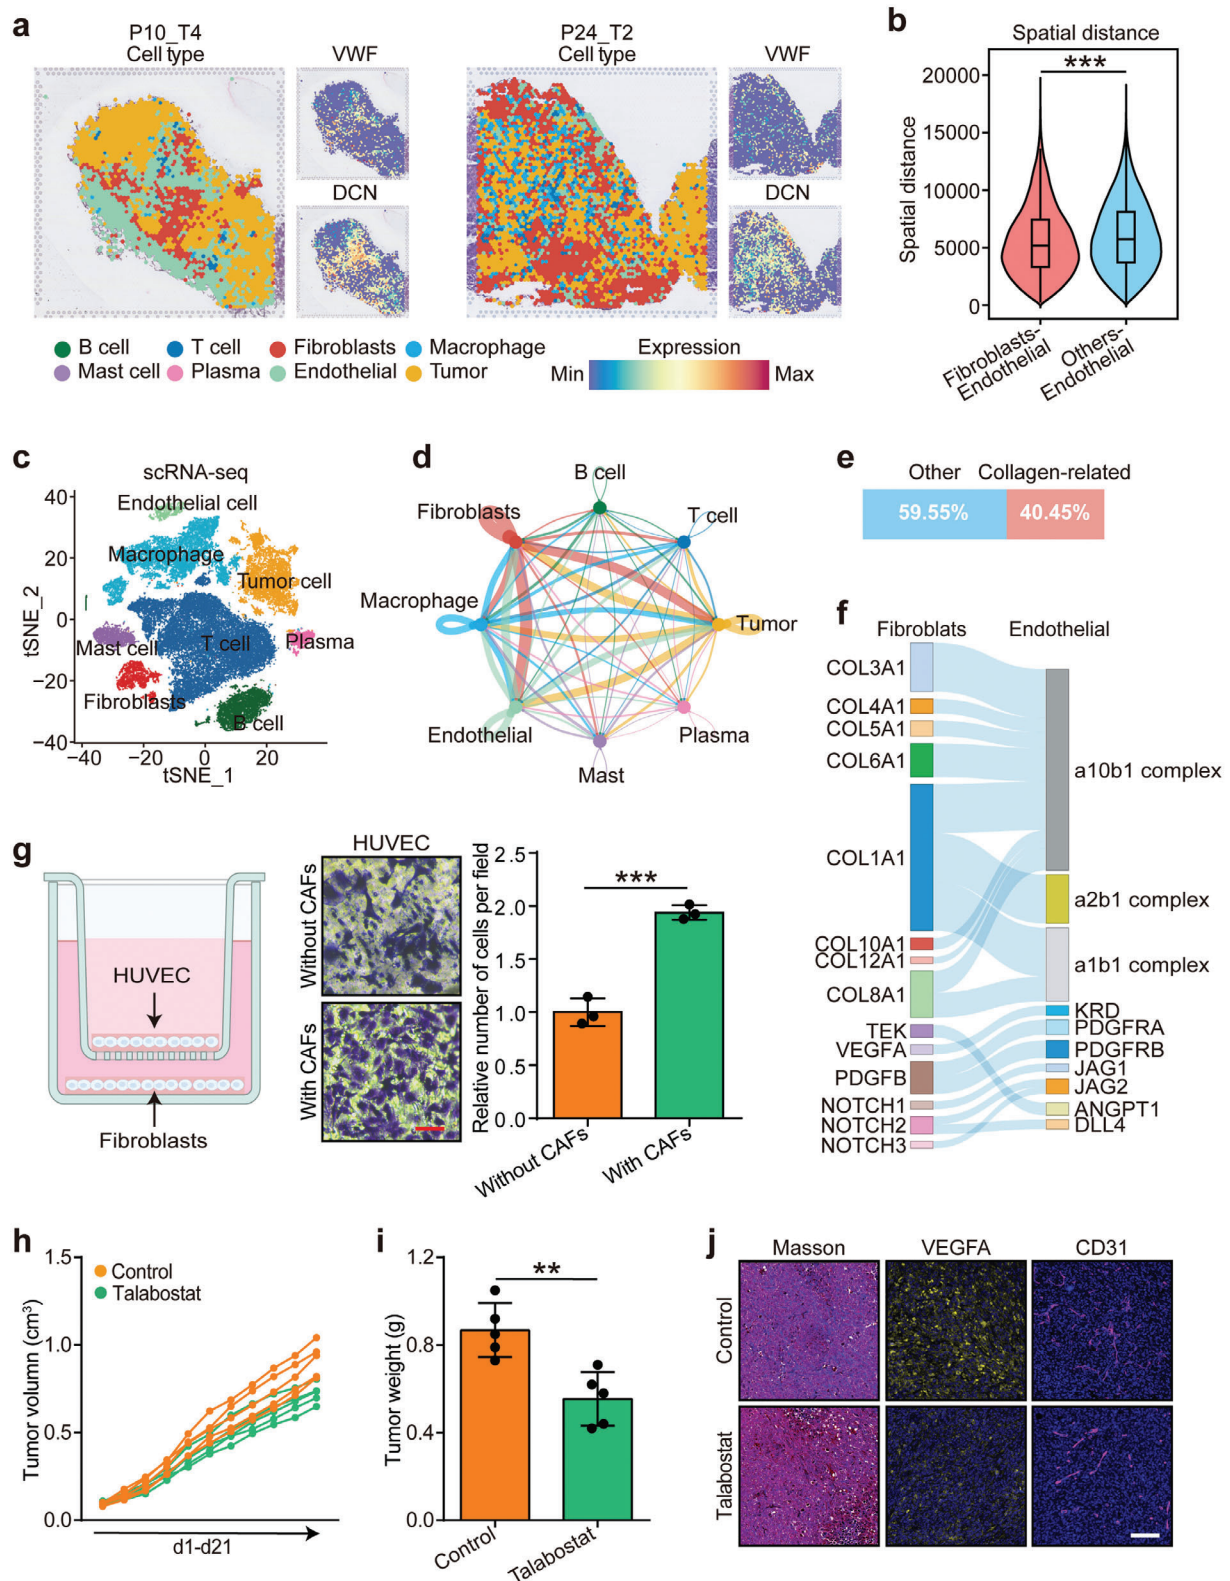 a
P10_T4
Cell type
VWF
DCN
P24_T2
Cell type
VWF
DCN
B cell
T cell
Fibroblasts
Macrophage
Mast cell
Plasma
Endothelial
Tumor
Expression
Min
Max
b
Spatial distance
***
Spatial distance
20000
15000
10000
5000
0
Fibroblasts-
Endothelial
Others-
Endothelial
c
scRNA-seq
tSNE_2
40
20
0
−20
−40
Endothelial cell
Macrophage
Tumor cell
T cell
Mast cell
Plasma
Fibroblasts
B cell
−40
−20
0
20
tSNE_1
d
B cell
Fibroblasts
T cell
Macrophage
Tumor
Endothelial
Plasma
Mast
e
Other
Collagen-related
59.55%
40.45%
f
Fibroblats
Endothelial
COL3A1
COL4A1
COL5A1
COL6A1
COL1A1
COL10A1
COL12A1
COL8A1
TEK
VEGFA
PDGFB
NOTCH1
NOTCH2
NOTCH3
a10b1 complex
a2b1 complex
a1b1 complex
KRD
PDGFRA
PDGFRB
JAG1
JAG2
ANGPT1
DLL4
g
HUVEC
Fibroblasts
HUVEC
Without CAFs
With CAFs
Relative number of cells per field
2.5
2.0
1.5
1.0
0.5
0.0
***
Without CAFs
With CAFs
h
Tumor volumn (cm³)
1.5
1.0
0.5
0.0
Control
Talabostat
d1-d21
i
Tumor weight (g)
1.2
0.8
0.4
0.0
**
Control
Talabostat
j
Masson
VEGFA
CD31
Control
Talabostat